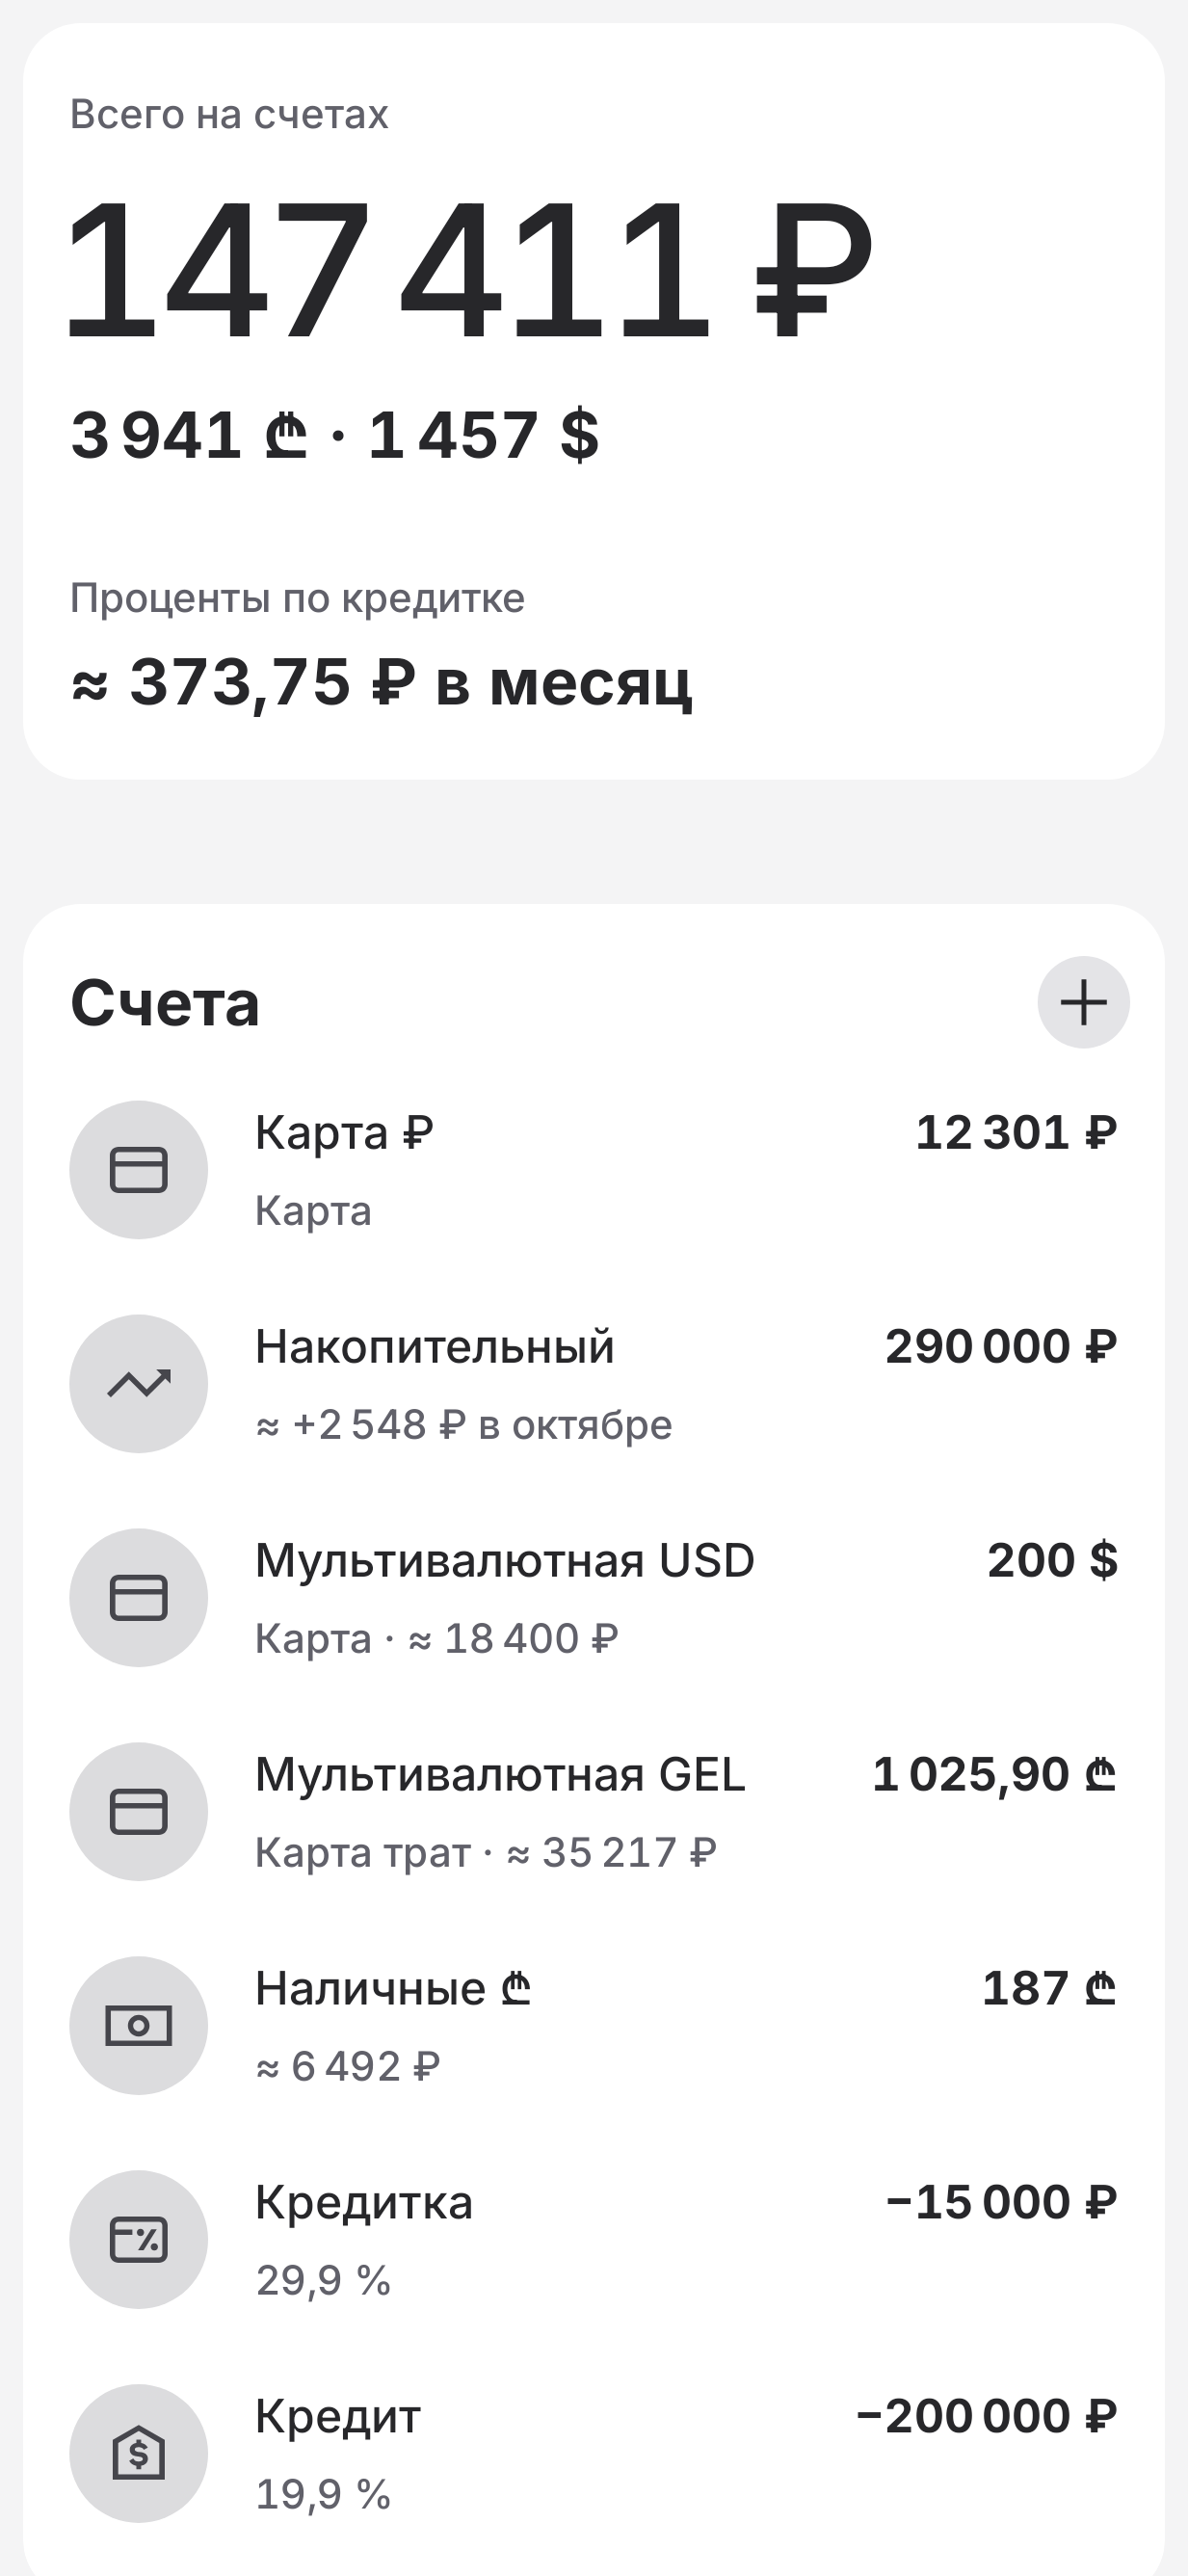 Всего на счетах
147 411 ₽
3 941 ₾ · 1 457 $
Проценты по кредитке
≈ 373,75 ₽ в месяц
Счета
Карта ₽ 12 301 ₽
Карта
Накопительный 290 000 ₽
≈ +2 548 ₽ в октябре
Мультивалютная USD 200 $
Карта · ≈ 18 400 ₽
Мультивалютная GEL 1 025,90 ₾
Карта трат · ≈ 35 217 ₽
Наличные ₾ 187 ₾
≈ 6 492 ₽
Кредитка −15 000 ₽
29,9 %
Кредит −200 000 ₽
19,9 %